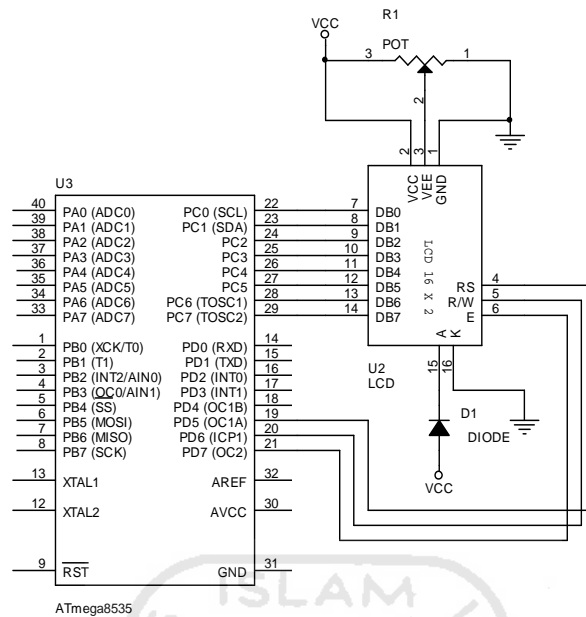 R1
VCC
POT
3 1
2
2 3 1
VCC VEE GND
LCD 16 X 2
7 DB0
8 DB1
9 DB2
10 DB3
11 DB4
12 DB5
13 DB6
14 DB7
RS 4
R/W 5
E 6
A K
15 16
U2
LCD
D1
DIODE
VCC
U3
40 PA0 (ADC0) PC0 (SCL) 22
39 PA1 (ADC1) PC1 (SDA) 23
38 PA2 (ADC2) PC2 24
37 PA3 (ADC3) PC3 25
36 PA4 (ADC4) PC4 26
35 PA5 (ADC5) PC5 27
34 PA6 (ADC6) PC6 (TOSC1) 28
33 PA7 (ADC7) PC7 (TOSC2) 29
1 PB0 (XCK/T0) PD0 (RXD) 14
2 PB1 (T1) PD1 (TXD) 15
3 PB2 (INT2/AIN0) PD2 (INT0) 16
4 PB3 (OC0/AIN1) PD3 (INT1) 17
5 PB4 (SS) PD4 (OC1B) 18
6 PB5 (MOSI) PD5 (OC1A) 19
7 PB6 (MISO) PD6 (ICP1) 20
8 PB7 (SCK) PD7 (OC2) 21
13 XTAL1 AREF 32
12 XTAL2 AVCC 30
9 RST GND 31
ATmega8535
ISLAM